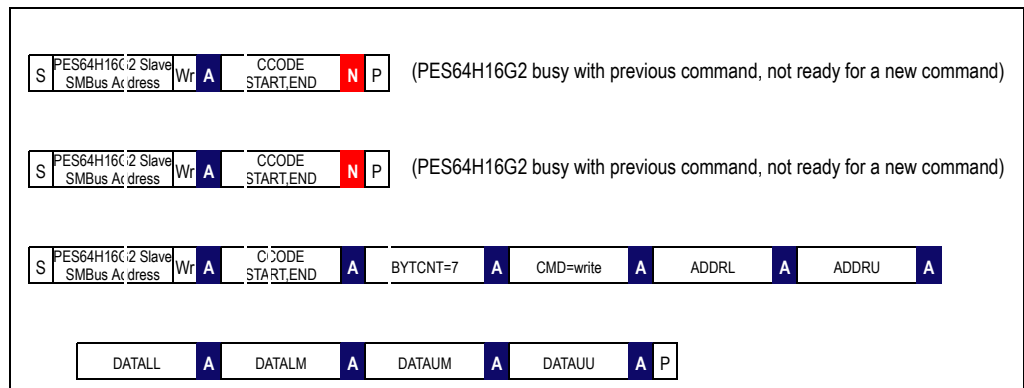 S PES64H16G2 Slave SMBus Address Wr A CCODE START,END N P (PES64H16G2 busy with previous command, not ready for a new command)
S PES64H16G2 Slave SMBus Address Wr A CCODE START,END N P (PES64H16G2 busy with previous command, not ready for a new command)
S PES64H16G2 Slave SMBus Address Wr A CCODE START,END A BYTCNT=7 A CMD=write A ADDRL A ADDRU A
DATALL A DATALM A DATAUM A DATAUU A P